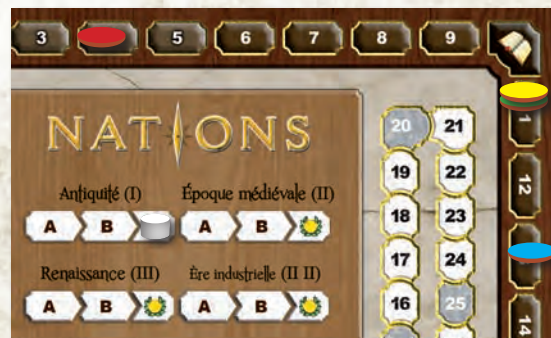 3 5 6 7 8 9
NATIONS
Antiquité (I) Époque médiévale (II)
A B A B
Renaissance (III) Ère industrielle (II II)
A B A B
20 21
19 22
18 23
17 24
16 25
1
12
14